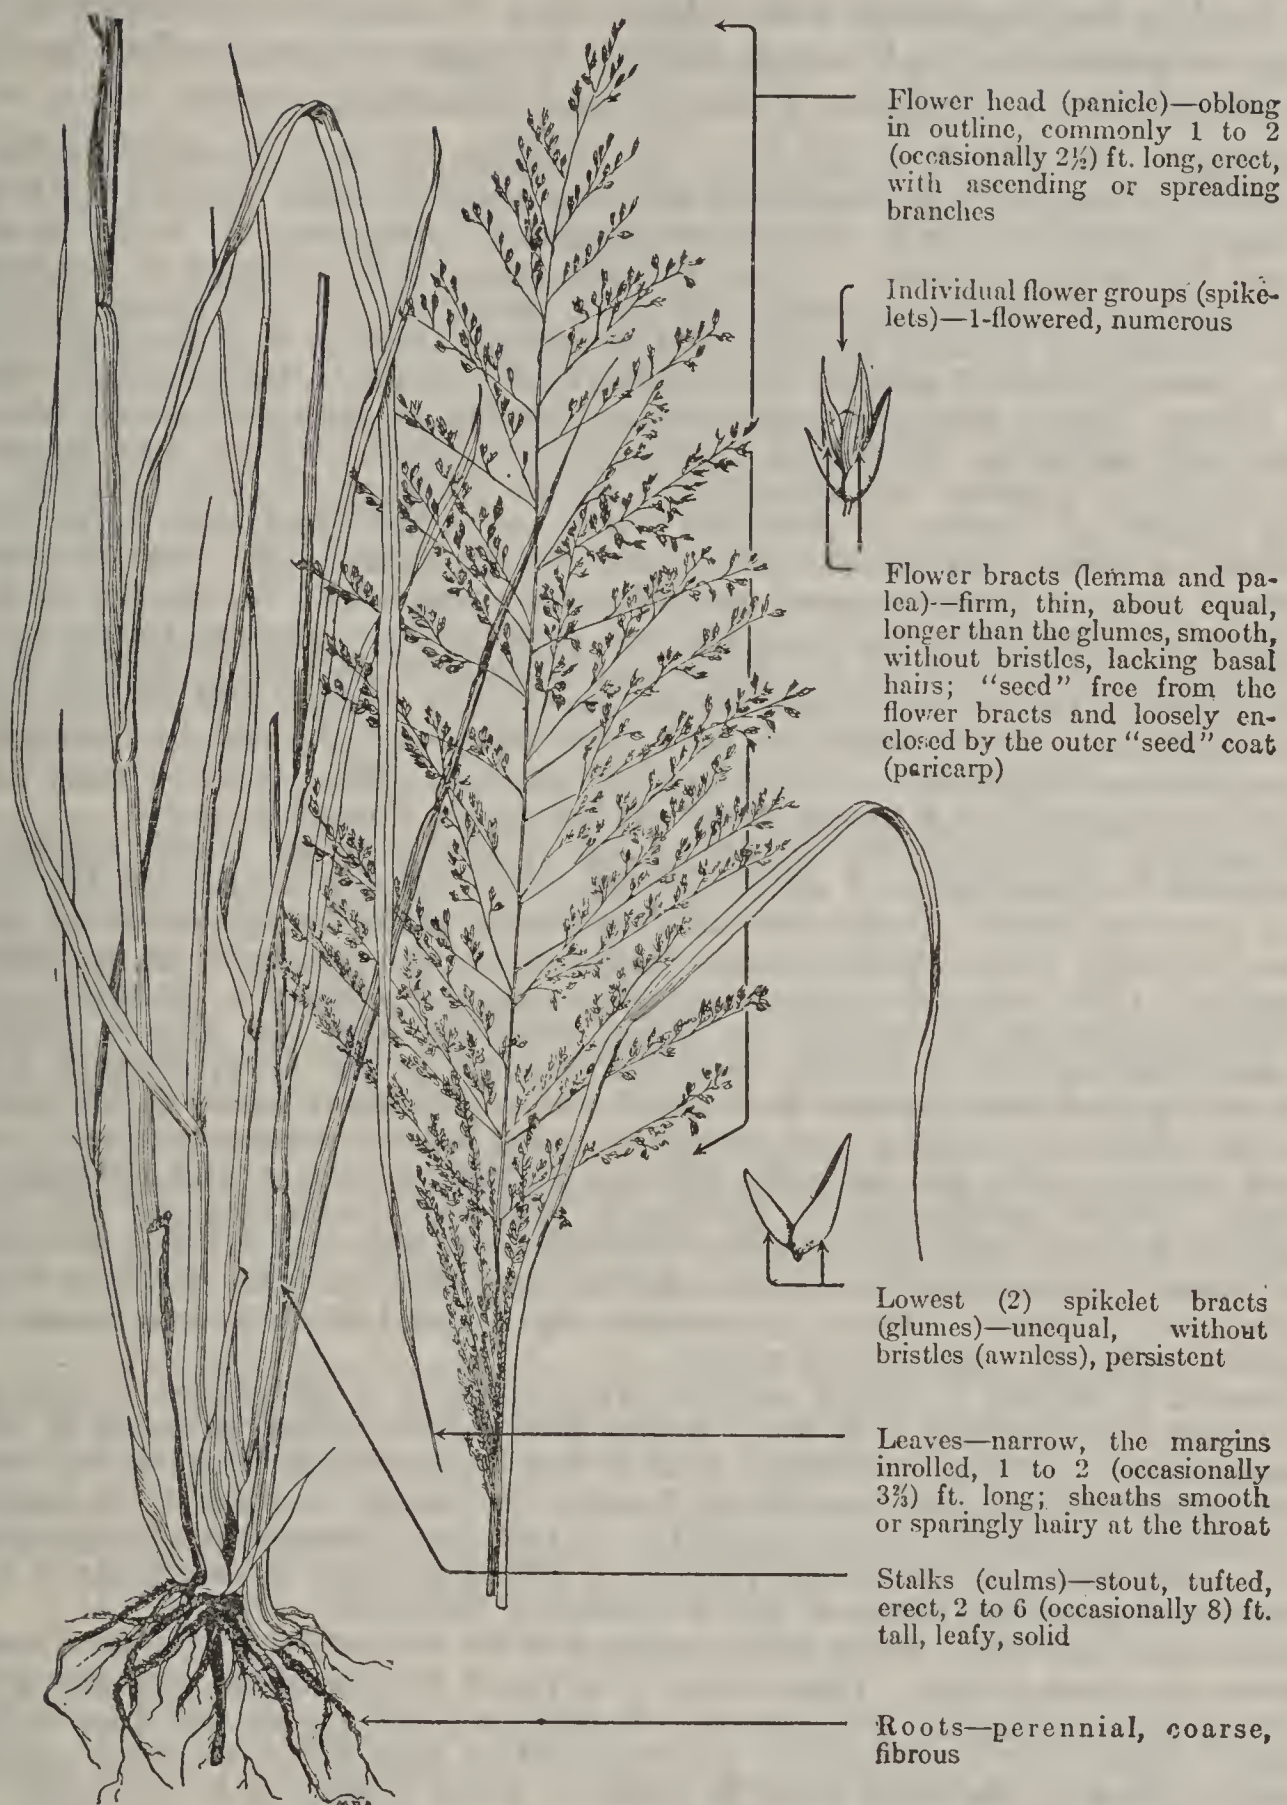 Flower head (panicle)—oblong
in outline, commonly 1 to 2
(occasionally 2½) ft. long, erect,
with ascending or spreading
branches
Individual flower groups (spike-
lets)—1-flowered, numerous
Flower bracts (lemma and pa-
lea)—firm, thin, about equal,
longer than the glumes, smooth,
without bristles, lacking basal
hairs; “seed” free from the
flower bracts and loosely en-
closed by the outer “seed” coat
(pericarp)
Lowest (2) spikelet bracts
(glumes)—unequal, without
bristles (awnless), persistent
Leaves—narrow, the margins
inrolled, 1 to 2 (occasionally
3⅔) ft. long; sheaths smooth
or sparingly hairy at the throat
Stalks (culms)—stout, tufted,
erect, 2 to 6 (occasionally 8) ft.
tall, leafy, solid
Roots—perennial, coarse,
fibrous